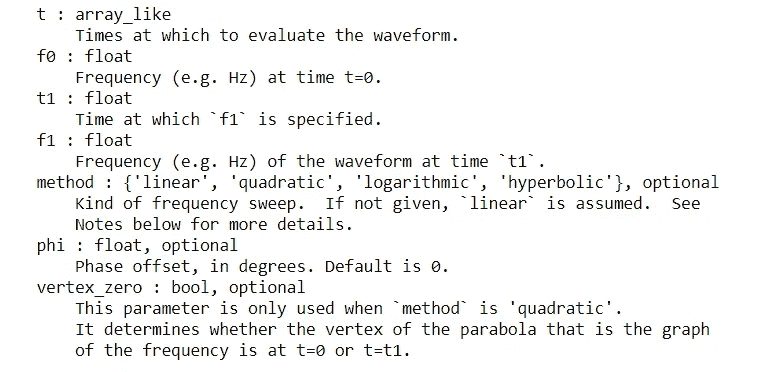 t : array_like
Times at which to evaluate the waveform.
f0 : float
Frequency (e.g. Hz) at time t=0.
t1 : float
Time at which `f1` is specified.
f1 : float
Frequency (e.g. Hz) of the waveform at time `t1`.
method : {'linear', 'quadratic', 'logarithmic', 'hyperbolic'}, optional
Kind of frequency sweep.  If not given, `linear` is assumed.  See
Notes below for more details.
phi : float, optional
Phase offset, in degrees. Default is 0.
vertex_zero : bool, optional
This parameter is only used when `method` is 'quadratic'.
It determines whether the vertex of the parabola that is the graph
of the frequency is at t=0 or t=t1.